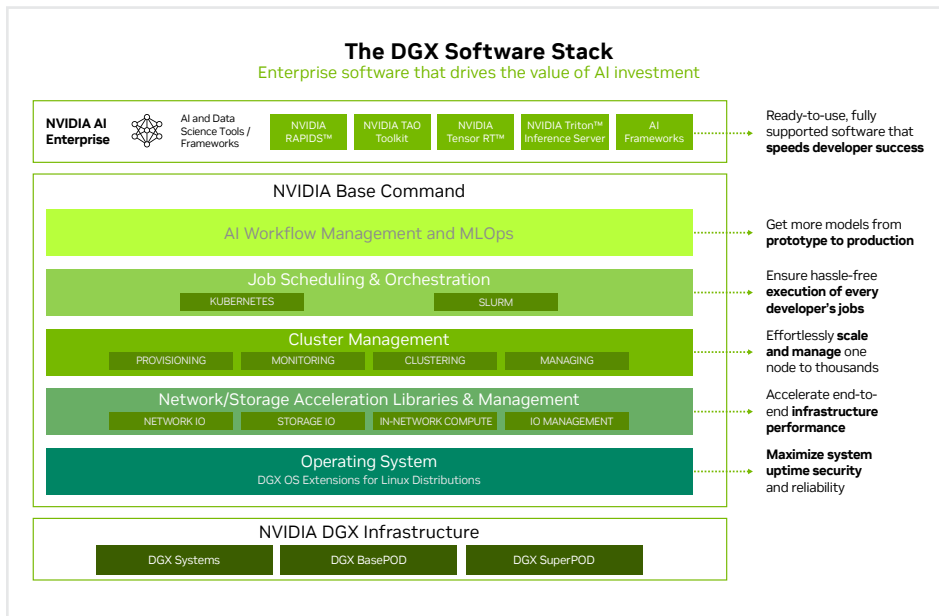 The DGX Software Stack
Enterprise software that drives the value of AI investment
NVIDIA AI
Enterprise
AI and Data
Science Tools /
Frameworks
NVIDIA
RAPIDS™
NVIDIA TAO
Toolkit
NVIDIA
Tensor RT™
NVIDIA Triton™
Inference Server
AI
Frameworks
Ready-to-use, fully
supported software that
speeds developer success
NVIDIA Base Command
AI Workflow Management and MLOps
Get more models from
prototype to production
Job Scheduling & Orchestration
KUBERNETES
SLURM
Ensure hassle-free
execution of every
developer's jobs
Cluster Management
PROVISIONING
MONITORING
CLUSTERING
MANAGING
Effortlessly scale
and manage one
node to thousands
Network/Storage Acceleration Libraries & Management
NETWORK IO
STORAGE IO
IN-NETWORK COMPUTE
IO MANAGEMENT
Accelerate end-to-
end infrastructure
performance
Operating System
DGX OS Extensions for Linux Distributions
Maximize system
uptime security
and reliability
NVIDIA DGX Infrastructure
DGX Systems
DGX BasePOD
DGX SuperPOD